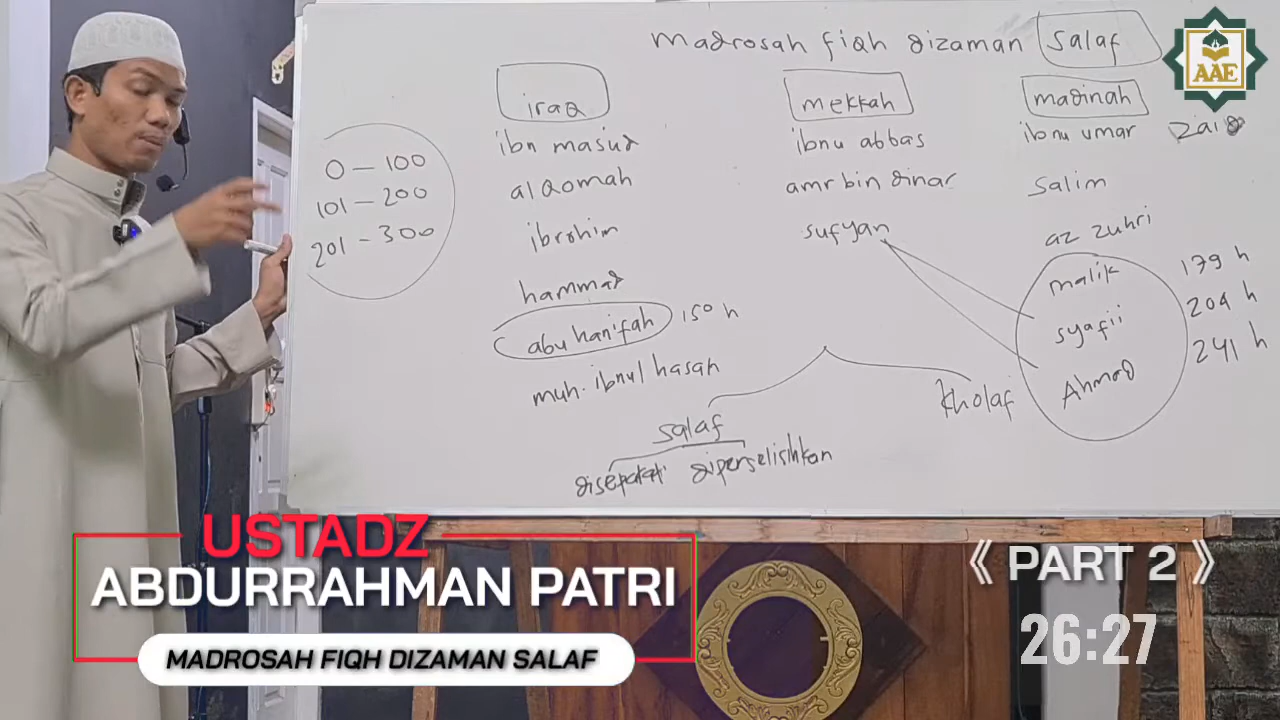 madrosah fiqh dizaman salaf
AAE
iraq
mekkah
madinah
0 - 100
101 - 200
201 - 300
ibn masud
alqomah
ibrohim
hammad
abu hanifah 150 h
muh. ibnul hasan
ibnu abbas
amr bin dinar
sufyan
ibnu umar zaid
salim
az zuhri
malik 179 h
syafii 204 h
Ahmad 241 h
salaf
kholaf
disepakati diperselisihkan
USTADZ
ABDURRAHMAN PATRI
MADROSAH FIQH DIZAMAN SALAF
《 PART 2 》
26:27